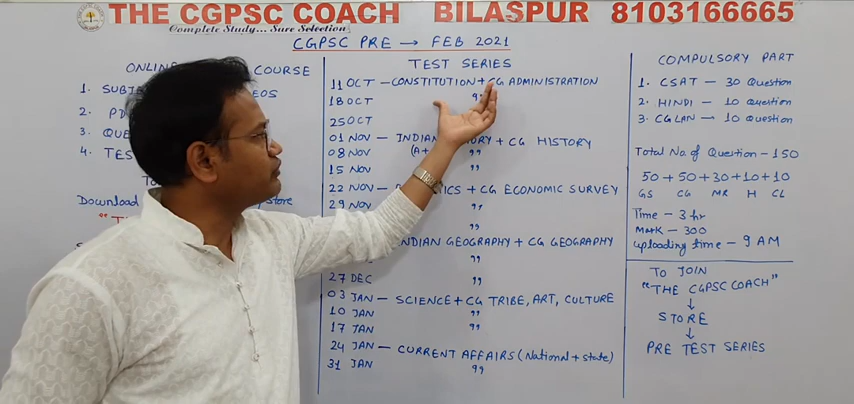 THE CGPSC COACH BILASPUR 8103166665
Complete Study... Sure Selection
CGPSC PRE → FEB 2021
ONLINE COURSE
1. SUBJ EOS
2. PD
3. QUE
4. TES
Download store
TEST SERIES
11 OCT — CONSTITUTION + CG ADMINISTRATION
18 OCT "
25 OCT
01 NOV — INDIAN + CG HISTORY
08 NOV (A+ "
15 NOV "
22 NOV — ICS + CG ECONOMIC SURVEY
29 NOV "
"
INDIAN GEOGRAPHY + CG GEOGRAPHY
"
27 DEC "
03 JAN — SCIENCE + CG TRIBE, ART, CULTURE
10 JAN "
17 JAN "
24 JAN — CURRENT AFFAIRS (National + state)
31 JAN "
COMPULSORY PART
1. CSAT — 30 Question
2. HINDI — 10 Question
3. CG LAN → 10 Question
Total No. of Question - 150
50 + 50 + 30 + 10 + 10
GS CG MR H CL
Time — 3 hr
Mark — 300
Uploading time — 9 AM
TO JOIN
"THE CGPSC COACH"
↓
STORE
↓
PRE TEST SERIES